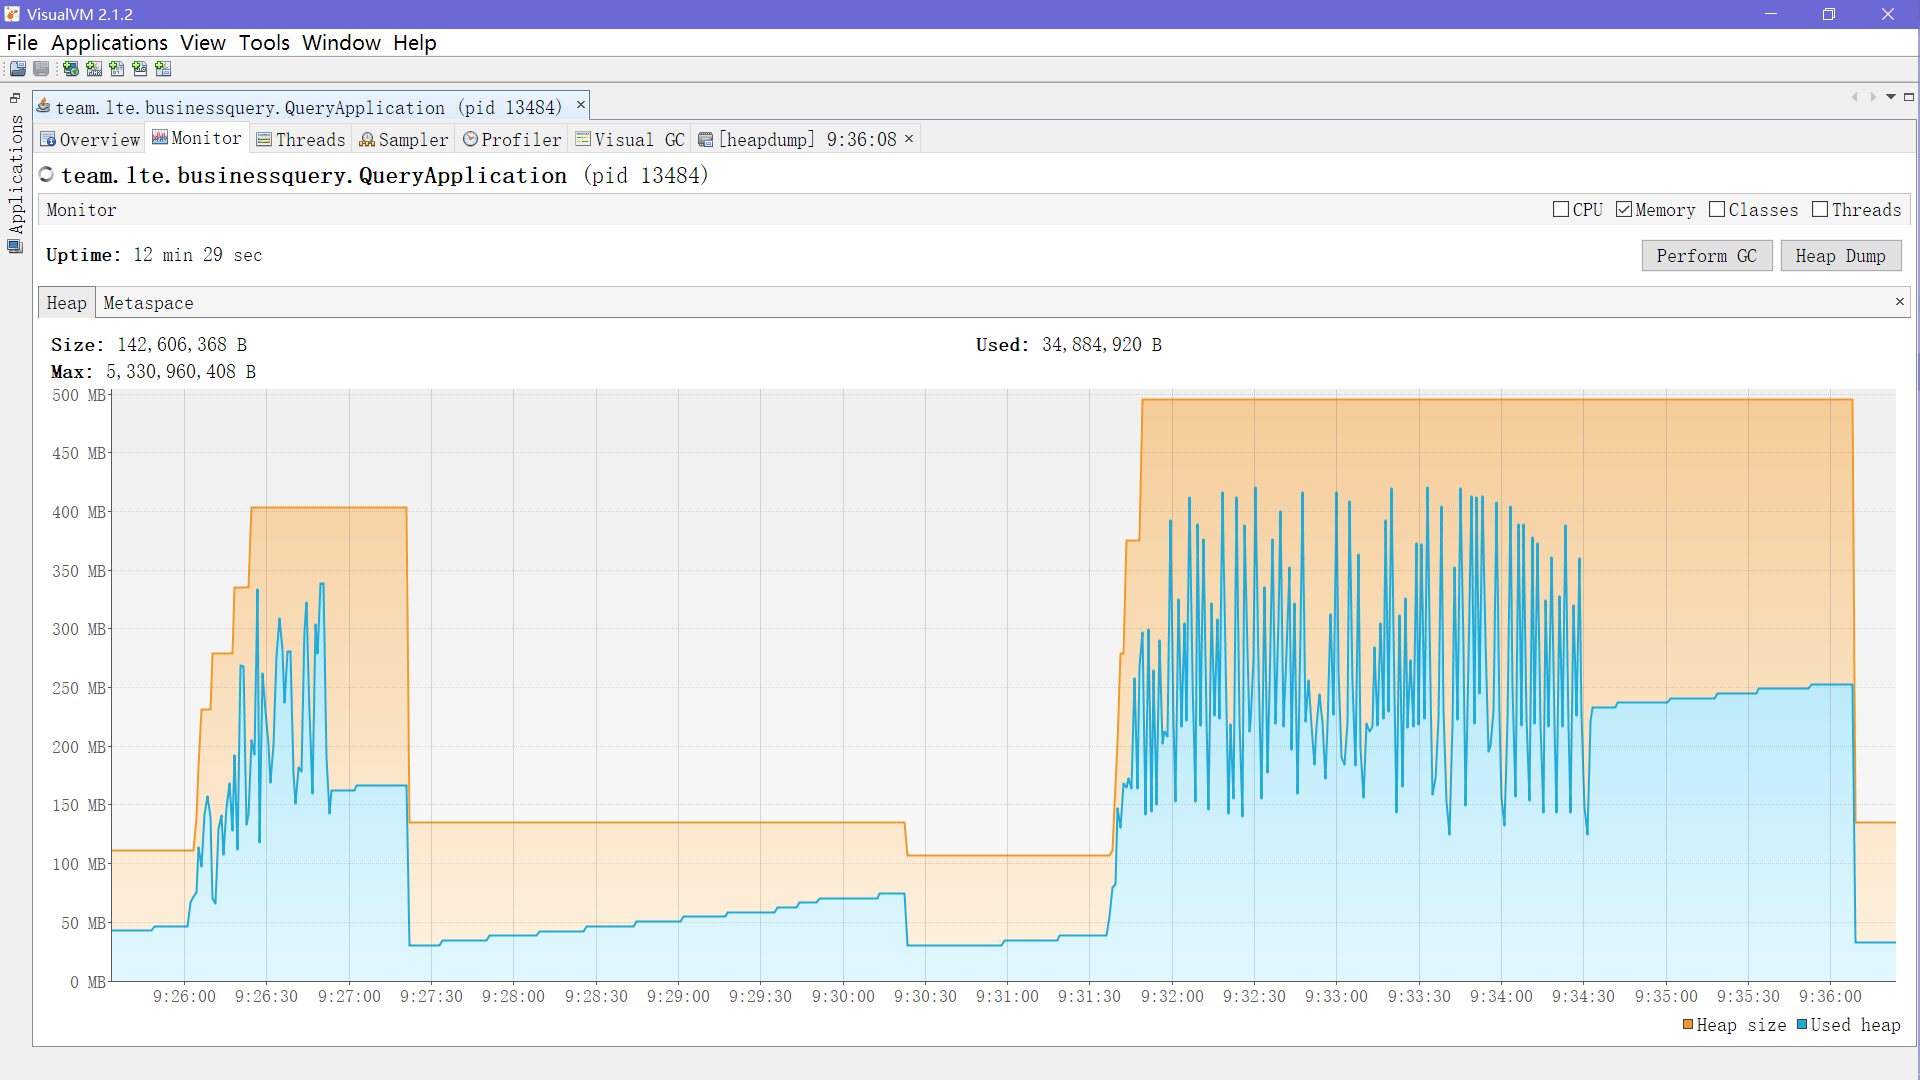 VisualVM 2.1.2
File Applications View Tools Window Help
Applications
team.lte.businessquery.QueryApplication (pid 13484)
Overview Monitor Threads Sampler Profiler Visual GC [heapdump] 9:36:08
team.lte.businessquery.QueryApplication (pid 13484)
Monitor CPU Memory Classes Threads
Uptime: 12 min 29 sec Perform GC Heap Dump
Heap Metaspace
Size: 142,606,368 B Used: 34,884,920 B
Max: 5,330,960,408 B
500 MB
450 MB
400 MB
350 MB
300 MB
250 MB
200 MB
150 MB
100 MB
50 MB
0 MB
9:26:00 9:26:30 9:27:00 9:27:30 9:28:00 9:28:30 9:29:00 9:29:30 9:30:00 9:30:30 9:31:00 9:31:30 9:32:00 9:32:30 9:33:00 9:33:30 9:34:00 9:34:30 9:35:00 9:35:30 9:36:00
Heap size Used heap